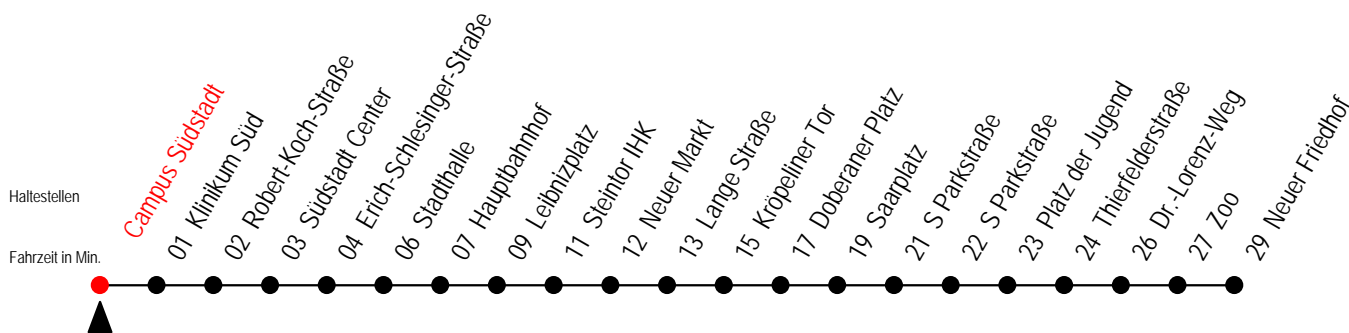 Haltestellen
Fahrzeit in Min.
Campus Südstadt
01 Klinikum Süd
02 Robert-Koch-Straße
03 Südstadt Center
04 Erich-Schlesinger-Straße
06 Stadthalle
07 Hauptbahnhof
09 Leibnizplatz
11 Steintor IHK
12 Neuer Markt
13 Lange Straße
15 Kröpeliner Tor
17 Doberaner Platz
19 Saarplatz
21 S Parkstraße
22 S Parkstraße
23 Platz der Jugend
24 Thierfelderstraße
26 Dr.-Lorenz-Weg
27 Zoo
29 Neuer Friedhof